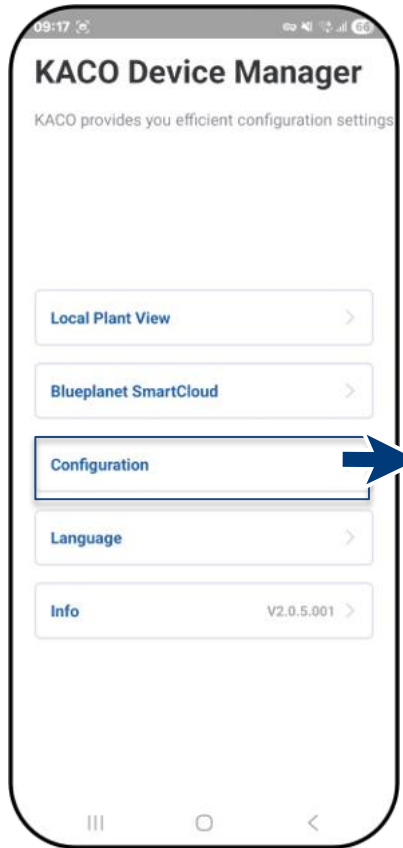 09:17
66
KACO Device Manager
KACO provides you efficient configuration settings
Local Plant View
Blueplanet SmartCloud
Configuration
Language
Info V2.0.5.001